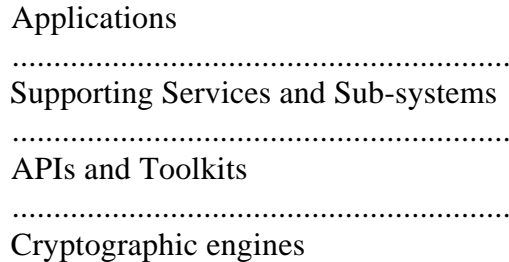 Applications
............................................................
Supporting Services and Sub-systems
............................................................
APIs and Toolkits
............................................................
Cryptographic engines